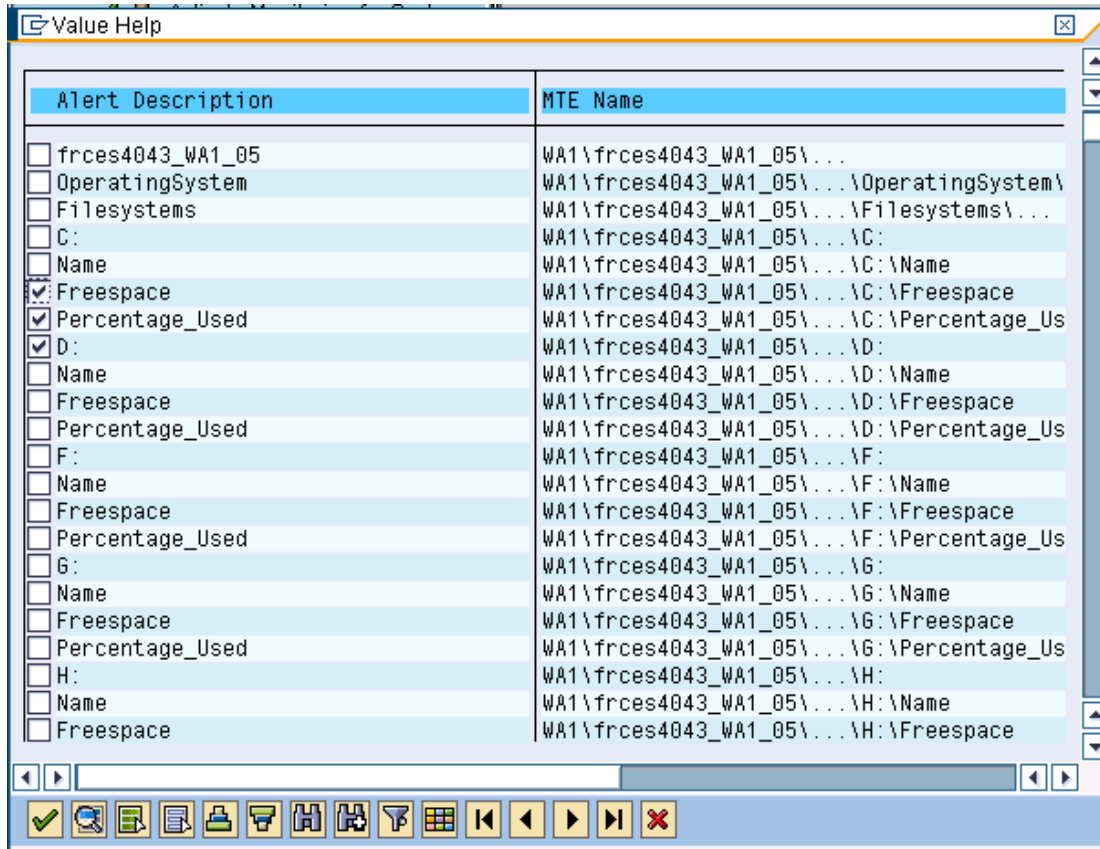 Value Help
Alert Description MTE Name
frces4043_WA1_05 WA1\frces4043_WA1_05\...
OperatingSystem WA1\frces4043_WA1_05\...\OperatingSystem\
Filesystems WA1\frces4043_WA1_05\...\Filesystems\...
C: WA1\frces4043_WA1_05\...\C:
Name WA1\frces4043_WA1_05\...\C:\Name
Freespace WA1\frces4043_WA1_05\...\C:\Freespace
Percentage_Used WA1\frces4043_WA1_05\...\C:\Percentage_Us
D: WA1\frces4043_WA1_05\...\D:
Name WA1\frces4043_WA1_05\...\D:\Name
Freespace WA1\frces4043_WA1_05\...\D:\Freespace
Percentage_Used WA1\frces4043_WA1_05\...\D:\Percentage_Us
F: WA1\frces4043_WA1_05\...\F:
Name WA1\frces4043_WA1_05\...\F:\Name
Freespace WA1\frces4043_WA1_05\...\F:\Freespace
Percentage_Used WA1\frces4043_WA1_05\...\F:\Percentage_Us
G: WA1\frces4043_WA1_05\...\G:
Name WA1\frces4043_WA1_05\...\G:\Name
Freespace WA1\frces4043_WA1_05\...\G:\Freespace
Percentage_Used WA1\frces4043_WA1_05\...\G:\Percentage_Us
H: WA1\frces4043_WA1_05\...\H:
Name WA1\frces4043_WA1_05\...\H:\Name
Freespace WA1\frces4043_WA1_05\...\H:\Freespace